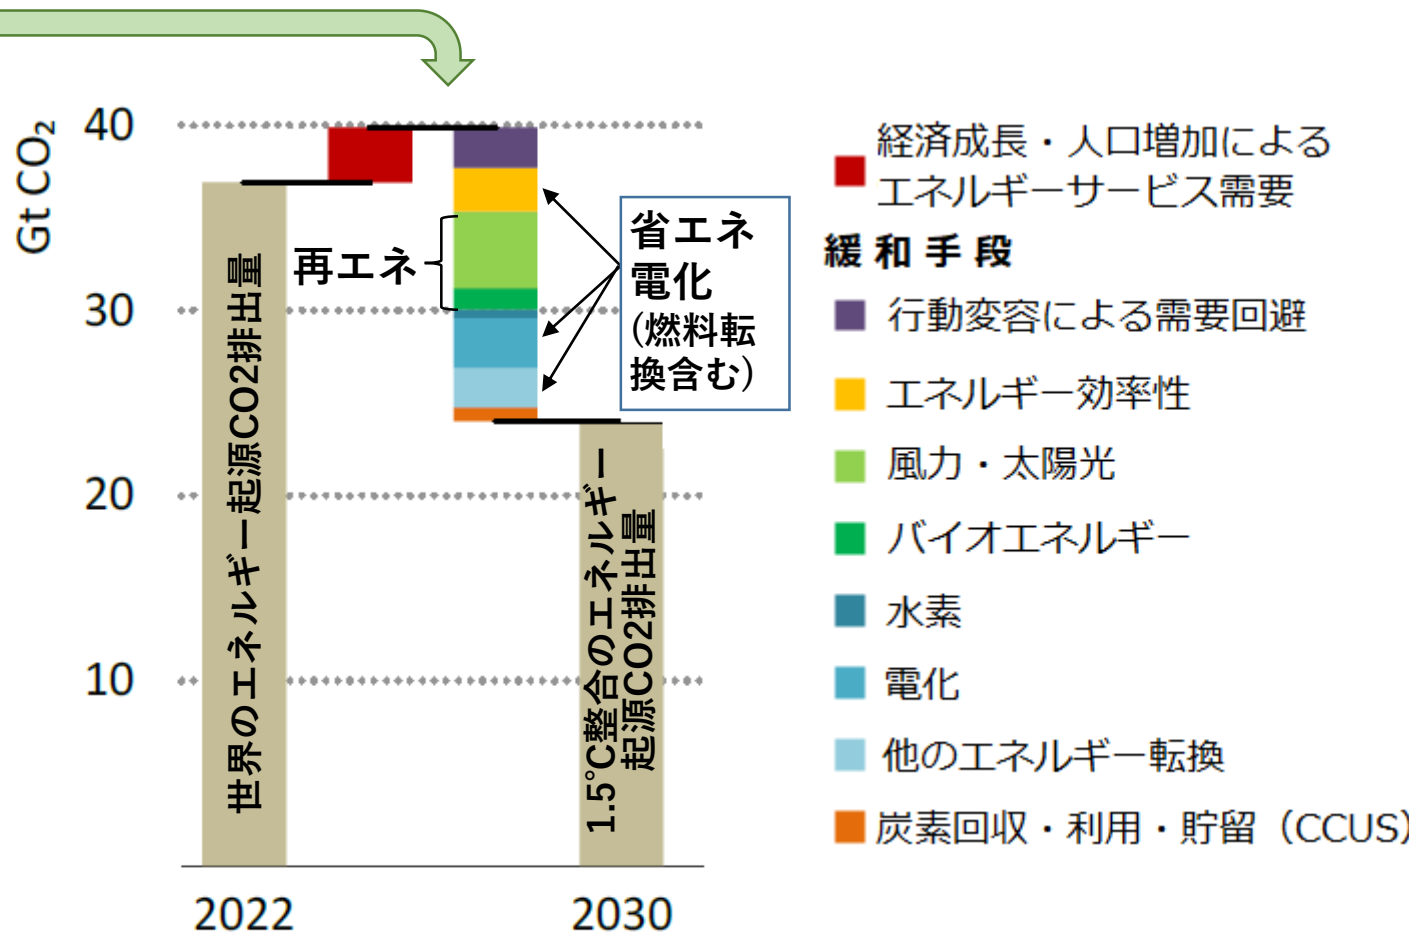 Gt CO₂
40
30
20
10
世界のエネルギー起源CO2排出量
再エネ
省エネ
電化
(燃料転
換含む)
1.5℃整合のエネルギー
起源CO2排出量
2022
2030
経済成長・人口増加による
エネルギーサービス需要
緩和手段
行動変容による需要回避
エネルギー効率性
風力・太陽光
バイオエネルギー
水素
電化
他のエネルギー転換
炭素回収・利用・貯留（CCUS）